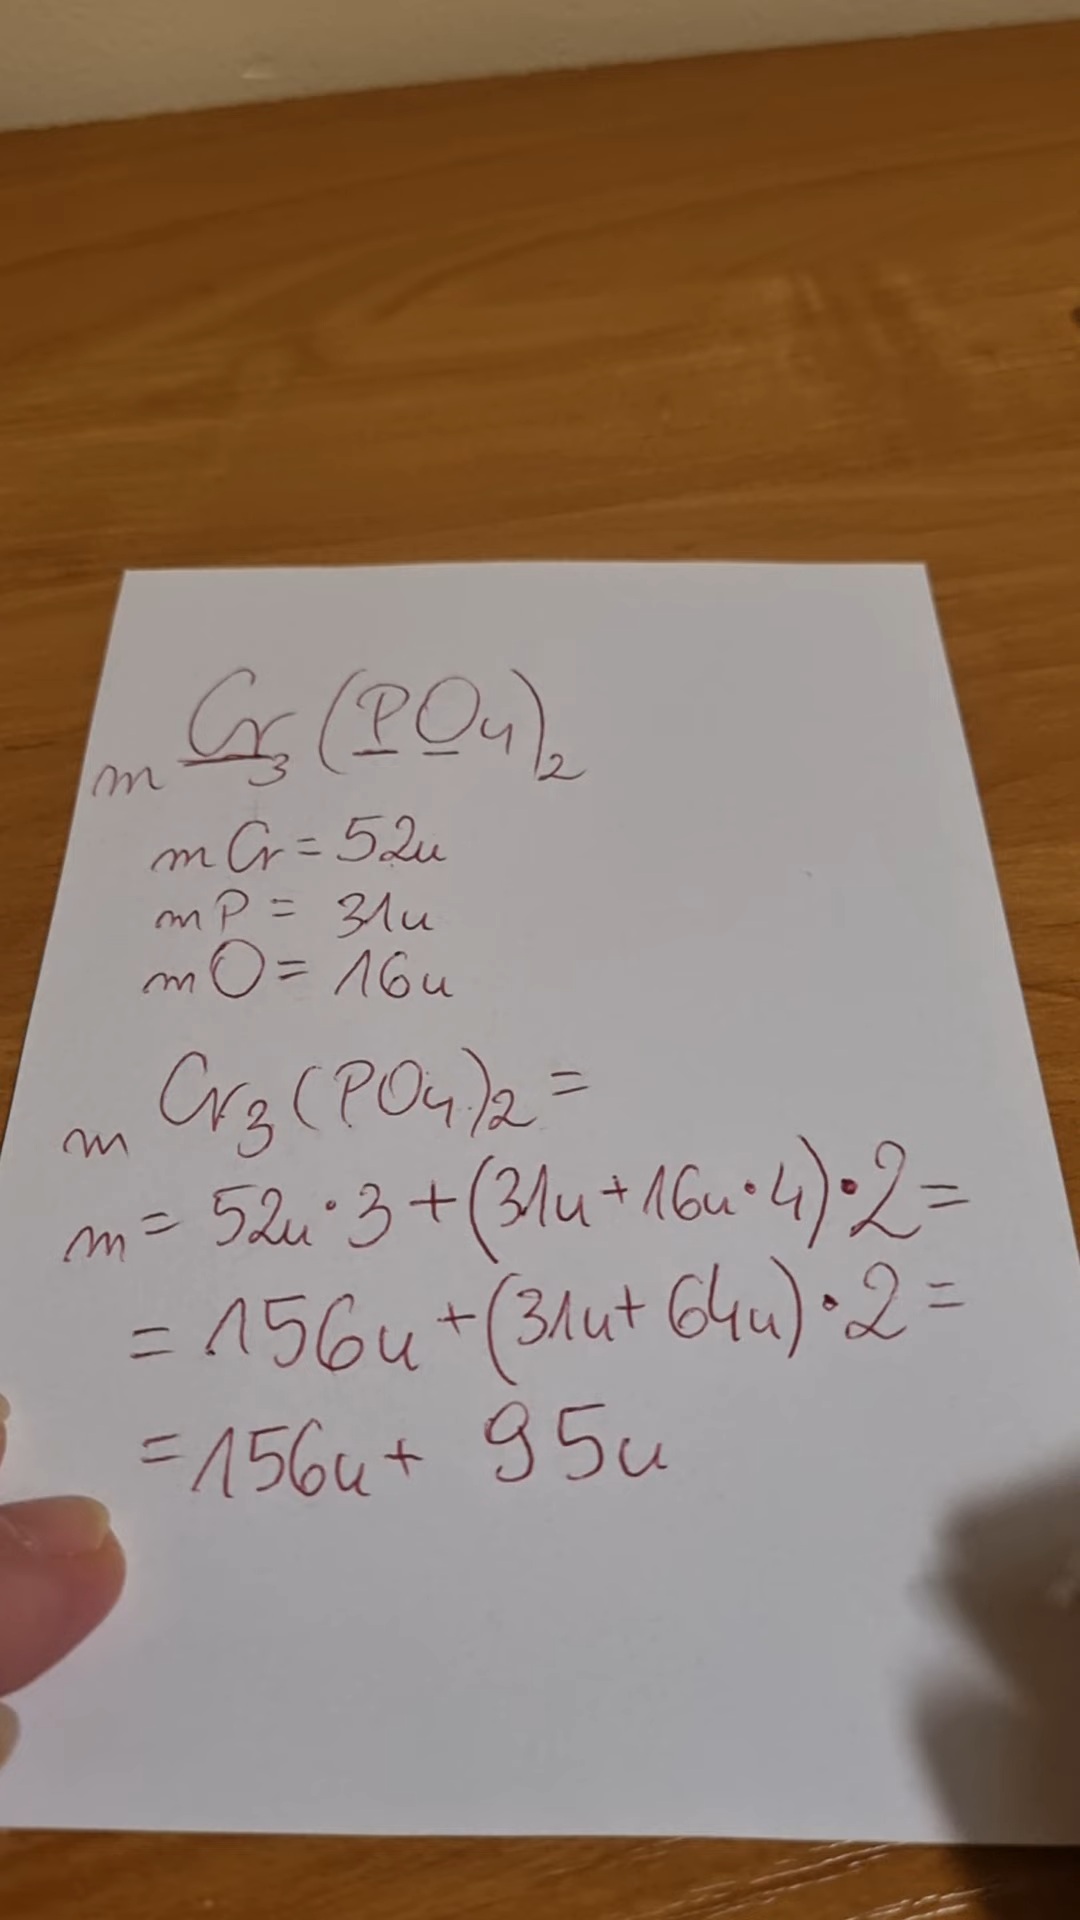 m Cr₃(PO₄)₂
mCr = 52u
mP = 31u
mO = 16u
m Cr₃(PO₄)₂ =
m = 52u·3+(31u+16u·4)·2=
= 156u+(31u+64u)·2=
=156u+ 95u